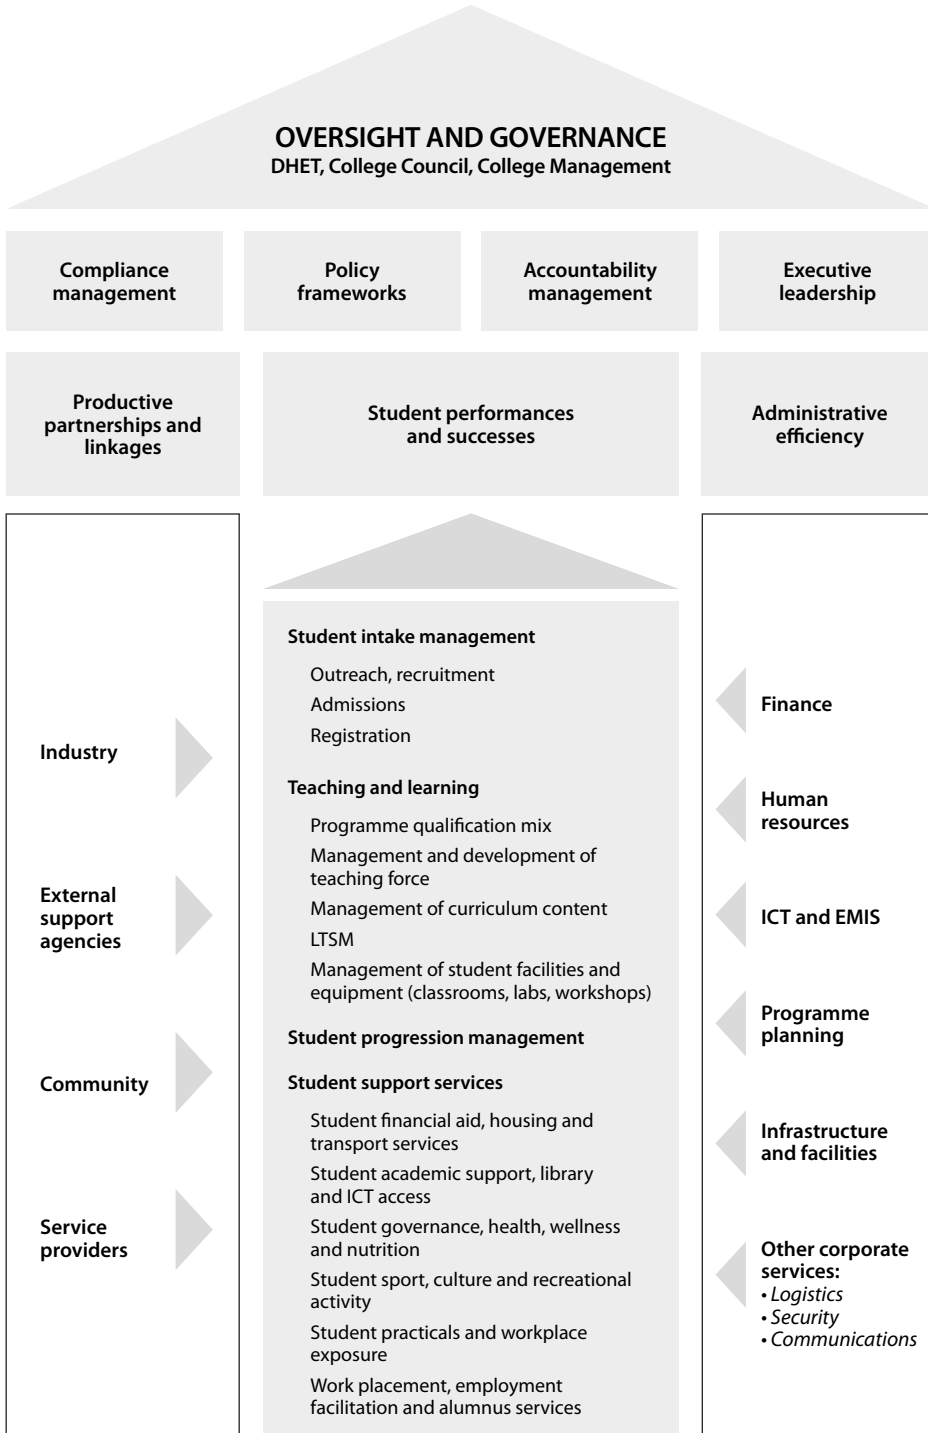 OVERSIGHT AND GOVERNANCE
DHET, College Council, College Management
Compliance
management
Policy
frameworks
Accountability
management
Executive
leadership
Productive
partnerships and
linkages
Student performances
and successes
Administrative
efficiency
Industry
External
support
agencies
Community
Service
providers
Student intake management
Outreach, recruitment
Admissions
Registration
Teaching and learning
Programme qualification mix
Management and development of
teaching force
Management of curriculum content
LTSM
Management of student facilities and
equipment (classrooms, labs, workshops)
Student progression management
Student support services
Student financial aid, housing and
transport services
Student academic support, library
and ICT access
Student governance, health, wellness
and nutrition
Student sport, culture and recreational
activity
Student practicals and workplace
exposure
Work placement, employment
facilitation and alumnus services
Finance
Human
resources
ICT and EMIS
Programme
planning
Infrastructure
and facilities
Other corporate
services:
• Logistics
• Security
• Communications